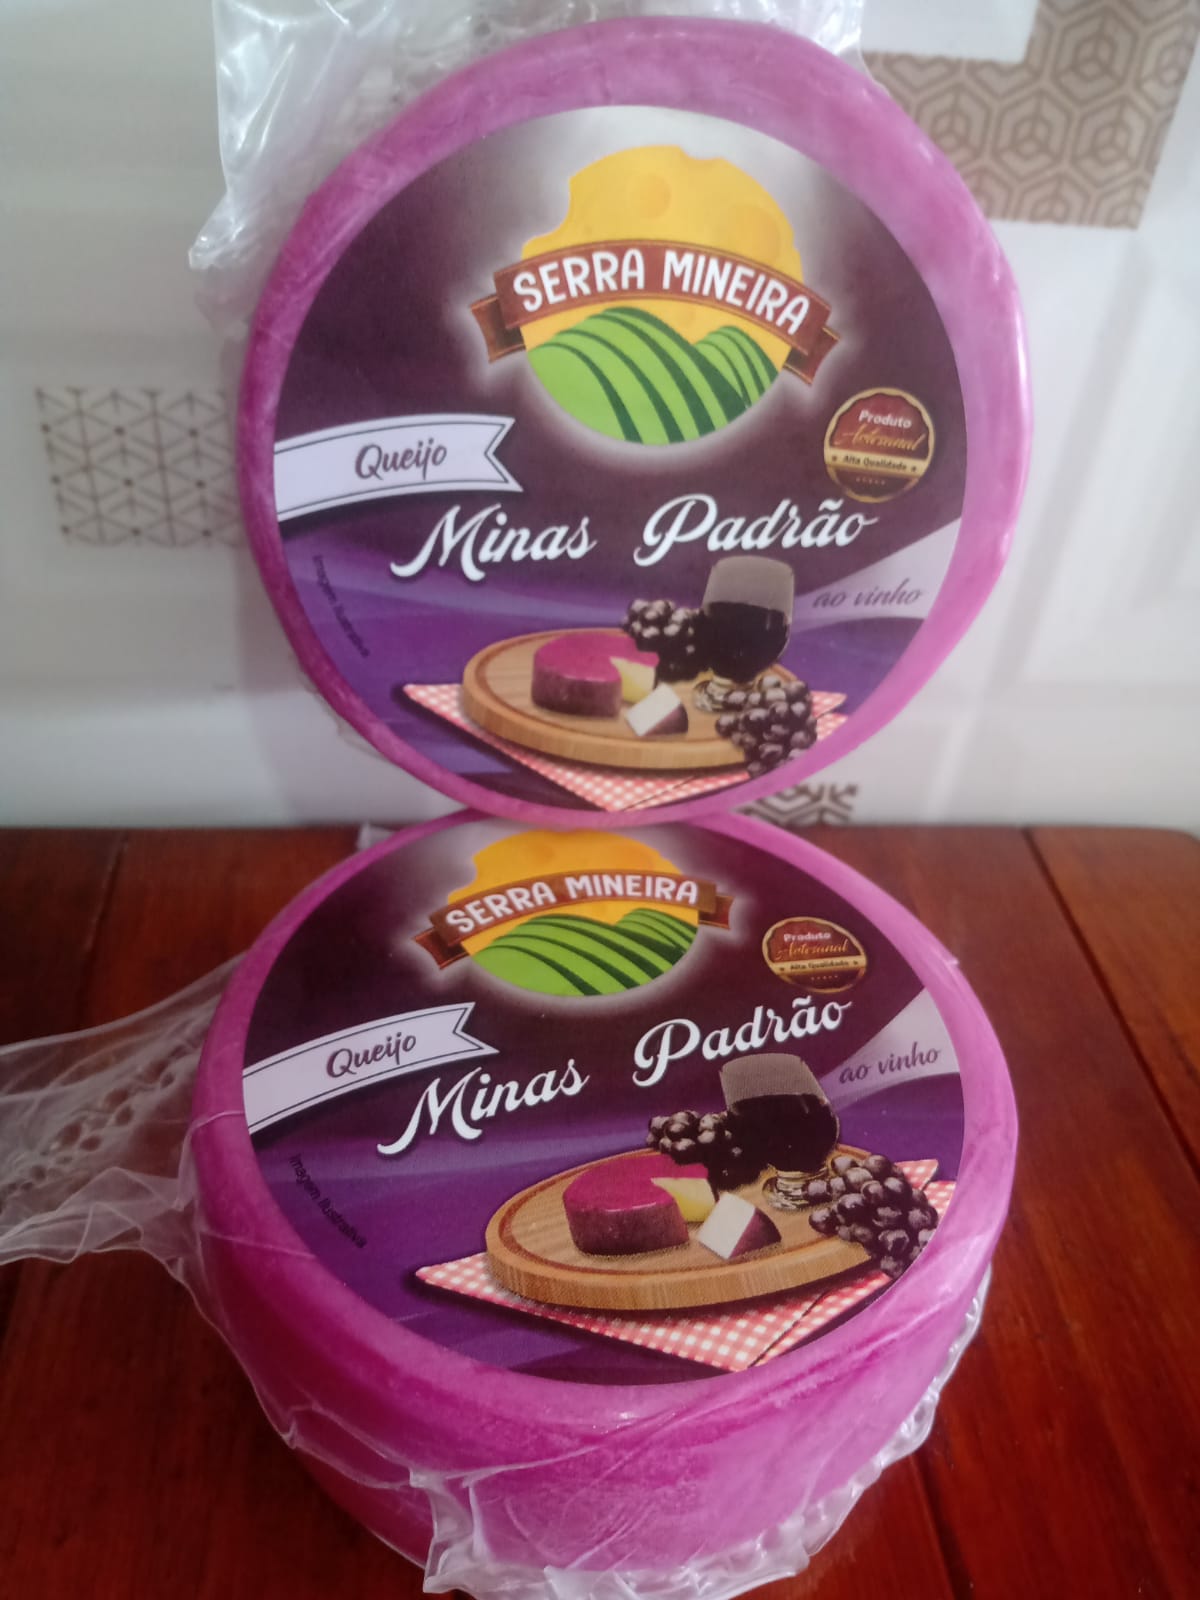 SERRA MINEIRA
Produto
Artesanal
Alta Qualidade
Queijo
Minas Padrão
ao vinho
Imagem Ilustrativa
SERRA MINEIRA
Produto
Artesanal
Alta Qualidade
Queijo
Minas Padrão
ao vinho
Imagem Ilustrativa